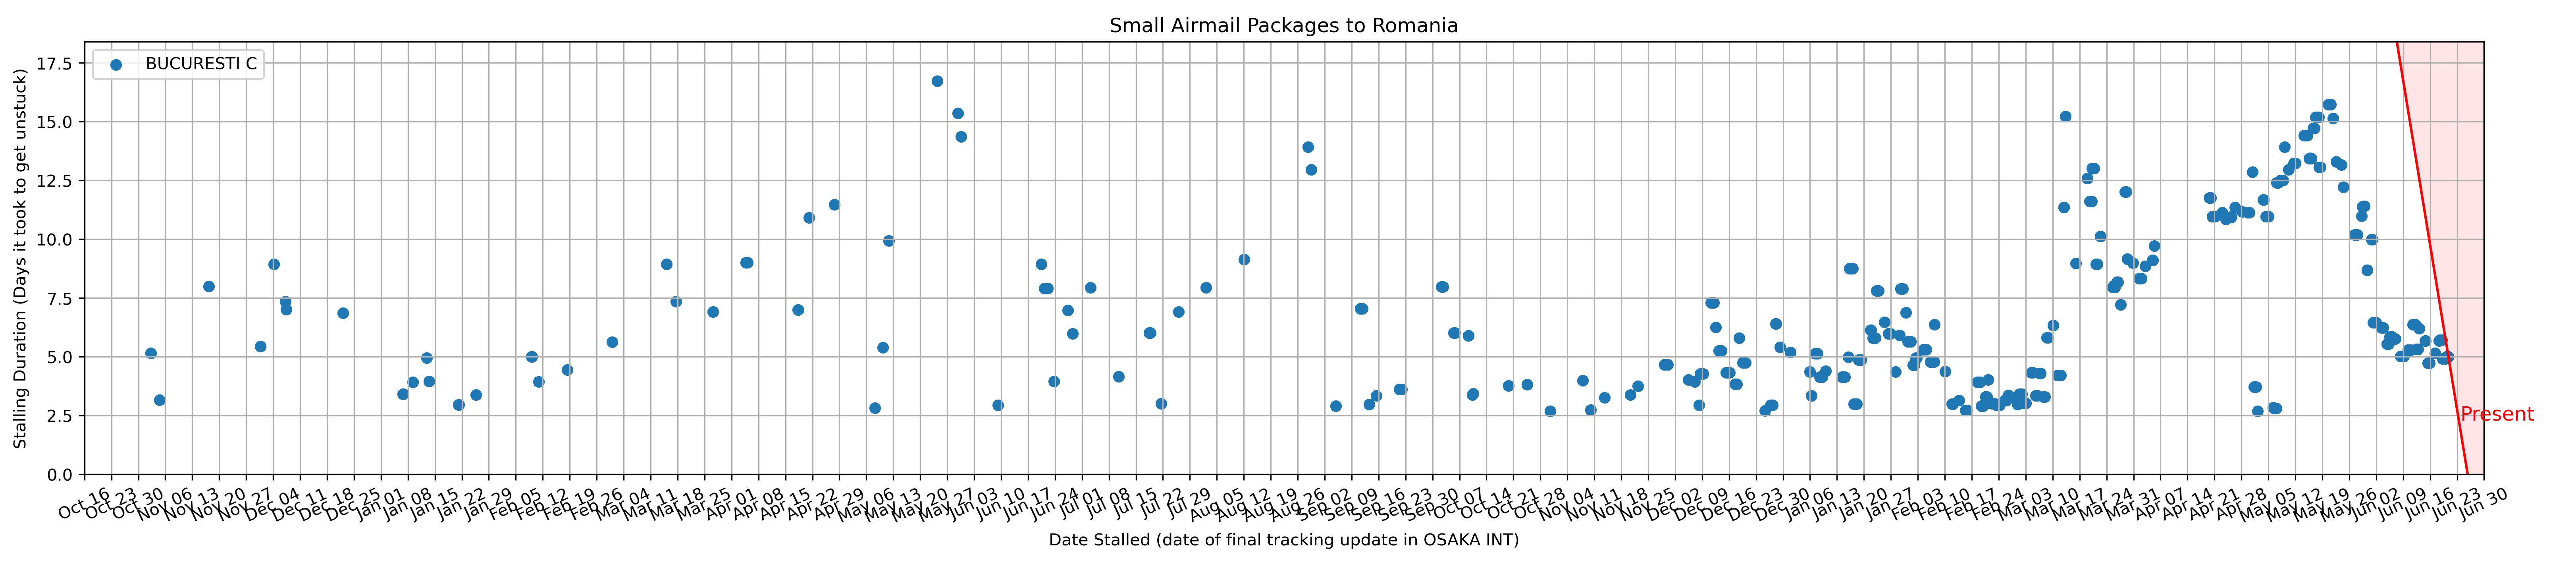 Small Airmail Packages to Romania
BUCURESTI C
Stalling Duration (Days it took to get unstuck)
17.5
15.0
12.5
10.0
7.5
5.0
2.5
0.0
Present
Oct 16 Oct 23 Oct 30 Nov 06 Nov 13 Nov 20 Nov 27 Dec 04 Dec 11 Dec 18 Dec 25 Jan 01 Jan 08 Jan 15 Jan 22 Jan 29 Feb 05 Feb 12 Feb 19 Feb 26 Mar 04 Mar 11 Mar 18 Mar 25 Apr 01 Apr 08 Apr 15 Apr 22 Apr 29 May 06 May 13 May 20 May 27 Jun 03 Jun 10 Jun 17 Jun 24 Jul 01 Jul 08 Jul 15 Jul 22 Jul 29 Aug 05 Aug 12 Aug 19 Aug 26 Sep 02 Sep 09 Sep 16 Sep 23 Sep 30 Oct 07 Oct 14 Oct 21 Oct 28 Nov 04 Nov 11 Nov 18 Nov 25 Dec 02 Dec 09 Dec 16 Dec 23 Dec 30 Jan 06 Jan 13 Jan 20 Jan 27 Feb 03 Feb 10 Feb 17 Feb 24 Mar 03 Mar 10 Mar 17 Mar 24 Mar 31 Apr 07 Apr 14 Apr 21 Apr 28 May 05 May 12 May 19 May 26 Jun 02 Jun 09 Jun 16 Jun 23 Jun 30
Date Stalled (date of final tracking update in OSAKA INT)